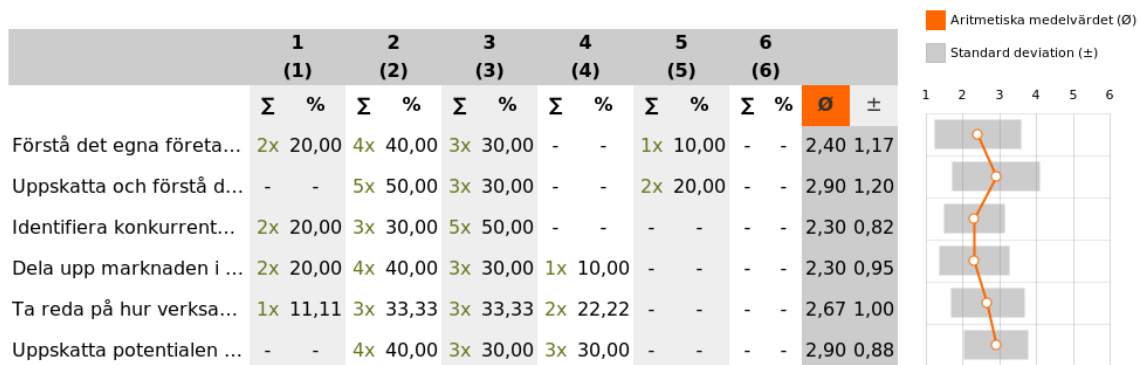 Aritmetiska medelvärdet (Ø)
Standard deviation (±)
1 2 3 4 5 6
(1) (2) (3) (4) (5) (6)
1 2 3 4 5 6
Σ % Σ % Σ % Σ % Σ % Σ % Ø ±
Förstå det egna företa... 2x 20,00 4x 40,00 3x 30,00 - - 1x 10,00 - - 2,40 1,17
Uppskatta och förstå d... - - 5x 50,00 3x 30,00 - - 2x 20,00 - - 2,90 1,20
Identifiera konkurrent... 2x 20,00 3x 30,00 5x 50,00 - - - - - - 2,30 0,82
Dela upp marknaden i ... 2x 20,00 4x 40,00 3x 30,00 1x 10,00 - - - - 2,30 0,95
Ta reda på hur verksa... 1x 11,11 3x 33,33 3x 33,33 2x 22,22 - - - - 2,67 1,00
Uppskatta potentialen ... - - 4x 40,00 3x 30,00 3x 30,00 - - - - 2,90 0,88